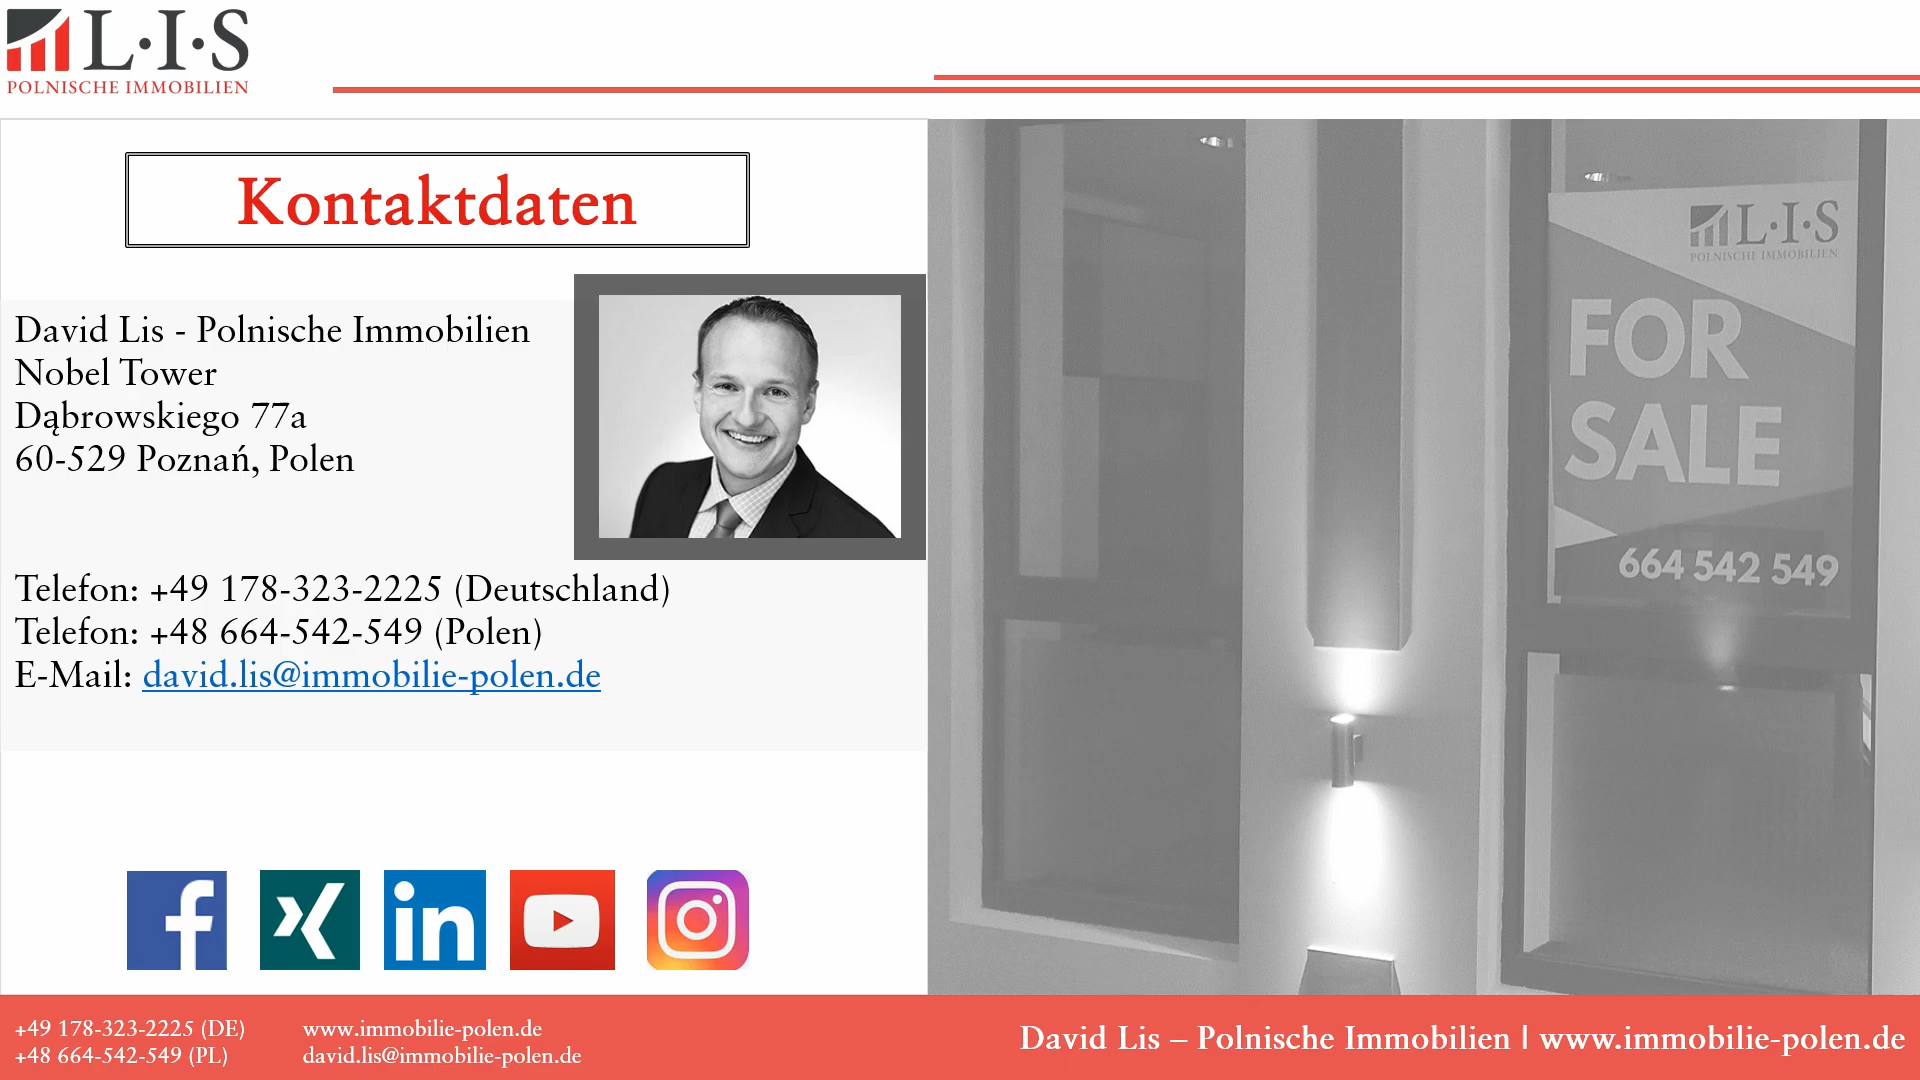 L·I·S
POLNISCHE IMMOBILIEN
Kontaktdaten
David Lis - Polnische Immobilien
Nobel Tower
Dąbrowskiego 77a
60-529 Poznań, Polen
Telefon: +49 178-323-2225 (Deutschland)
Telefon: +48 664-542-549 (Polen)
E-Mail: david.lis@immobilie-polen.de
L·I·S
POLNISCHE IMMOBILIEN
FOR
SALE
664 542 549
f
in
+49 178-323-2225 (DE)
+48 664-542-549 (PL)
www.immobilie-polen.de
david.lis@immobilie-polen.de
David Lis – Polnische Immobilien | www.immobilie-polen.de